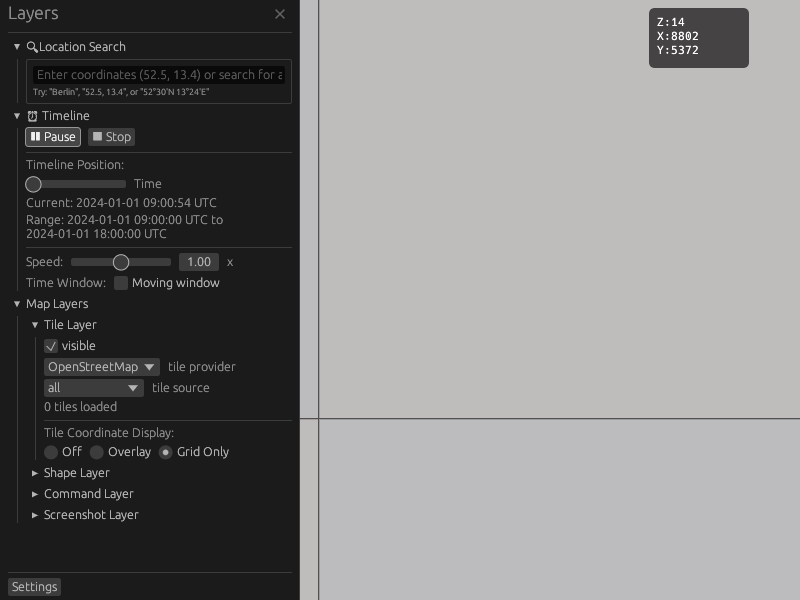 Layers
Location Search
Enter coordinates (52.5, 13.4) or search for a
Try: "Berlin", "52.5, 13.4", or "52°30'N 13°24'E"
Timeline
Pause Stop
Timeline Position:
Time
Current: 2024-01-01 09:00:54 UTC
Range: 2024-01-01 09:00:00 UTC to
2024-01-01 18:00:00 UTC
Speed: 1.00 x
Time Window: Moving window
Map Layers
Tile Layer
visible
OpenStreetMap tile provider
all tile source
0 tiles loaded
Tile Coordinate Display:
Off Overlay Grid Only
Shape Layer
Command Layer
Screenshot Layer
Settings
Z:14
X:8802
Y:5372